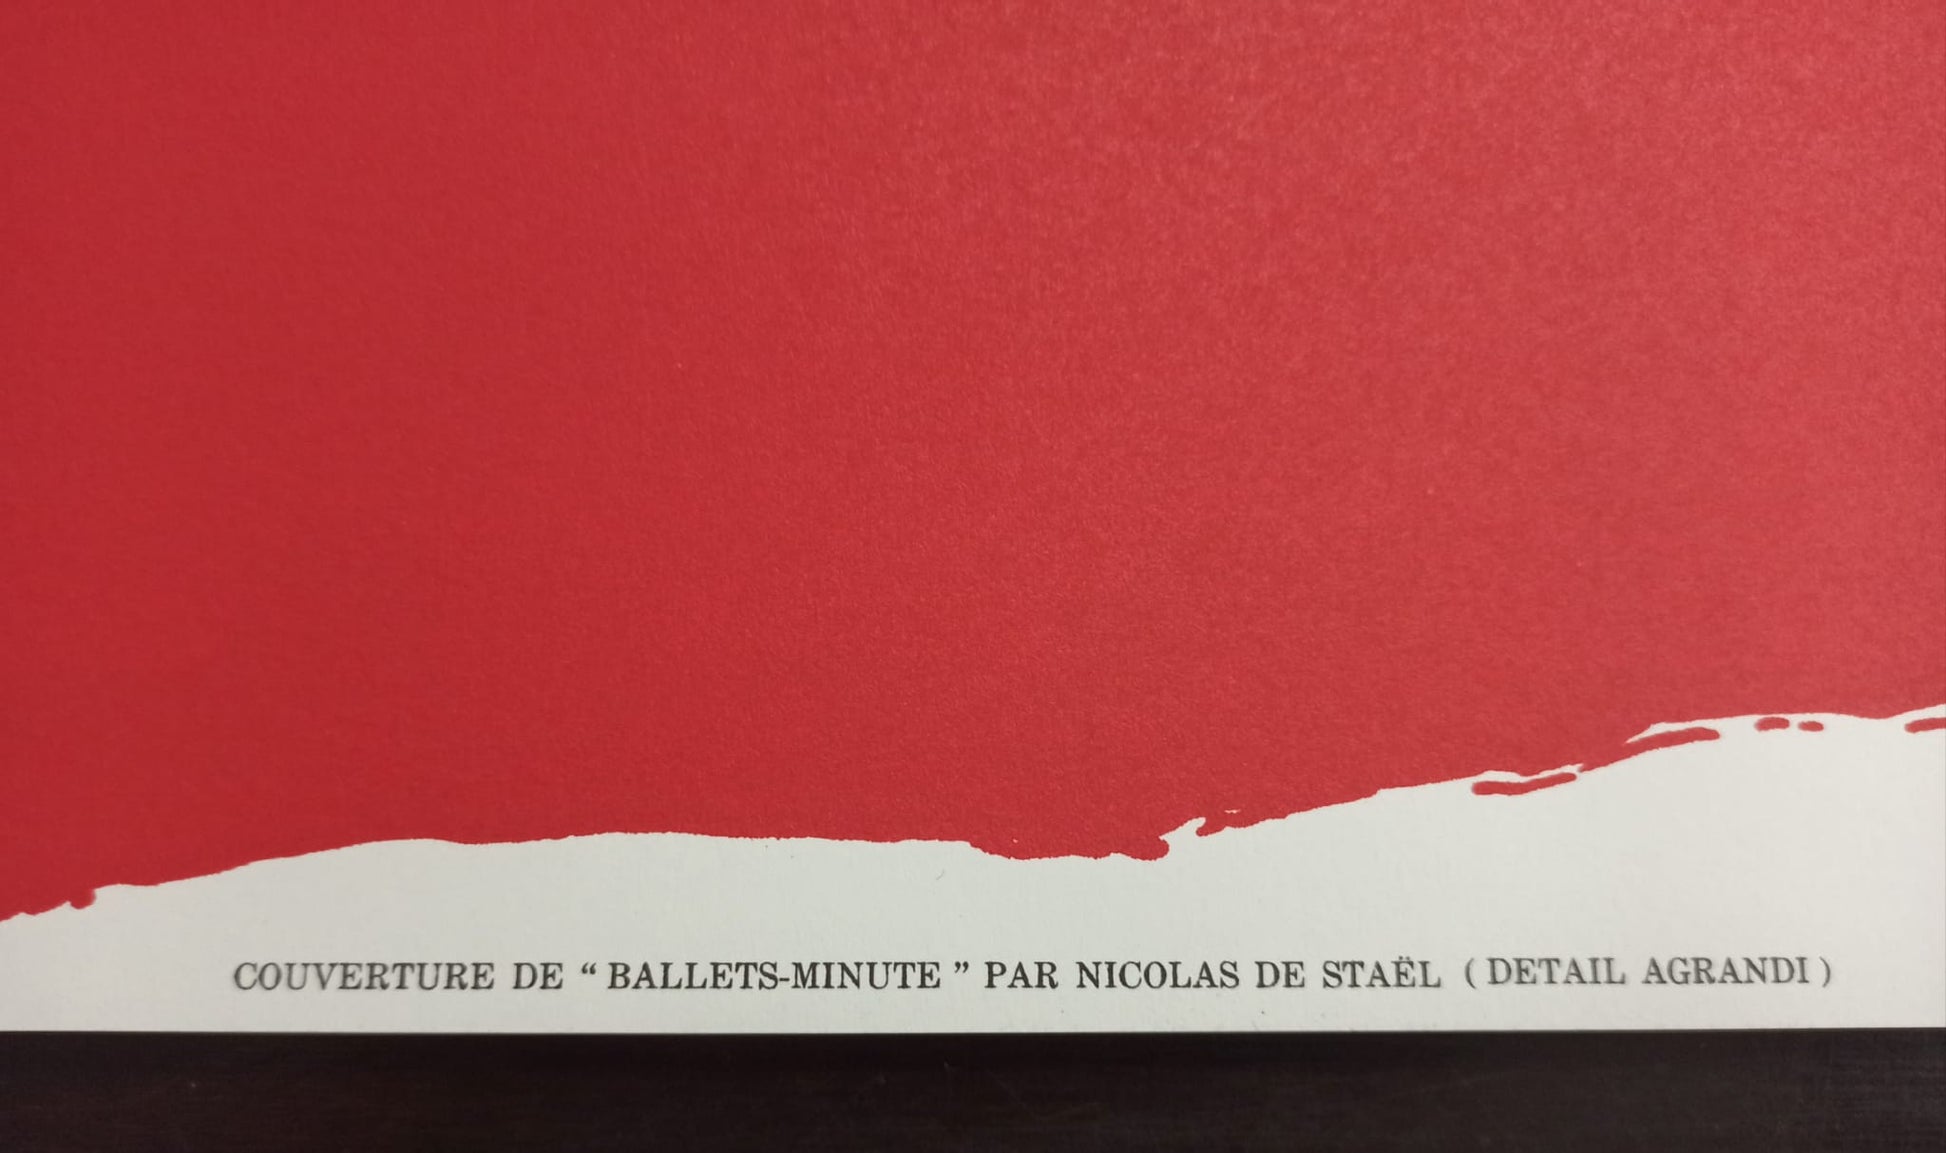 COUVERTURE DE “ BALLETS-MINUTE ” PAR NICOLAS DE STAËL ( DETAIL AGRANDI )